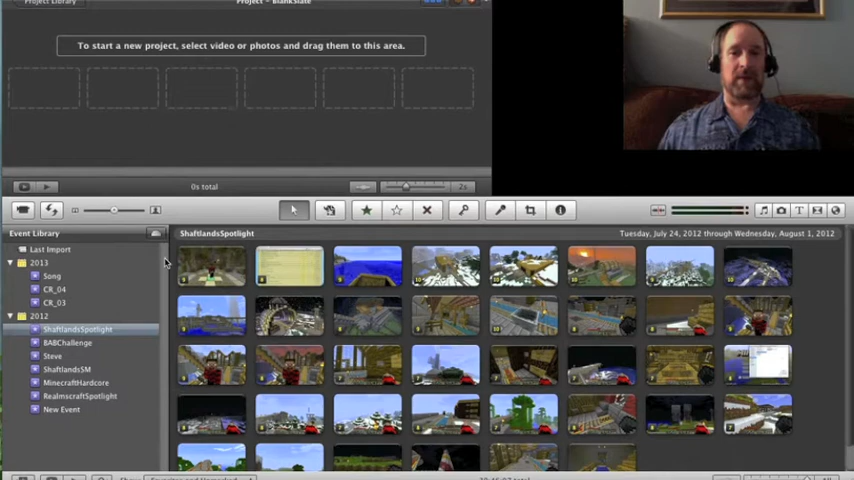 Project Library
Project - BlankSlate
To start a new project, select video or photos and drag them to this area.
0s total
2s
Event Library
ShaftlandsSpotlight
Tuesday, July 24, 2012 through Wednesday, August 1, 2012
Last Import
2013
Song
CR_04
CR_03
2012
ShaftlandsSpotlight
BABChallenge
Steve
ShaftlandsSM
MinecraftHardcore
RealmscraftSpotlight
New Event
Show: